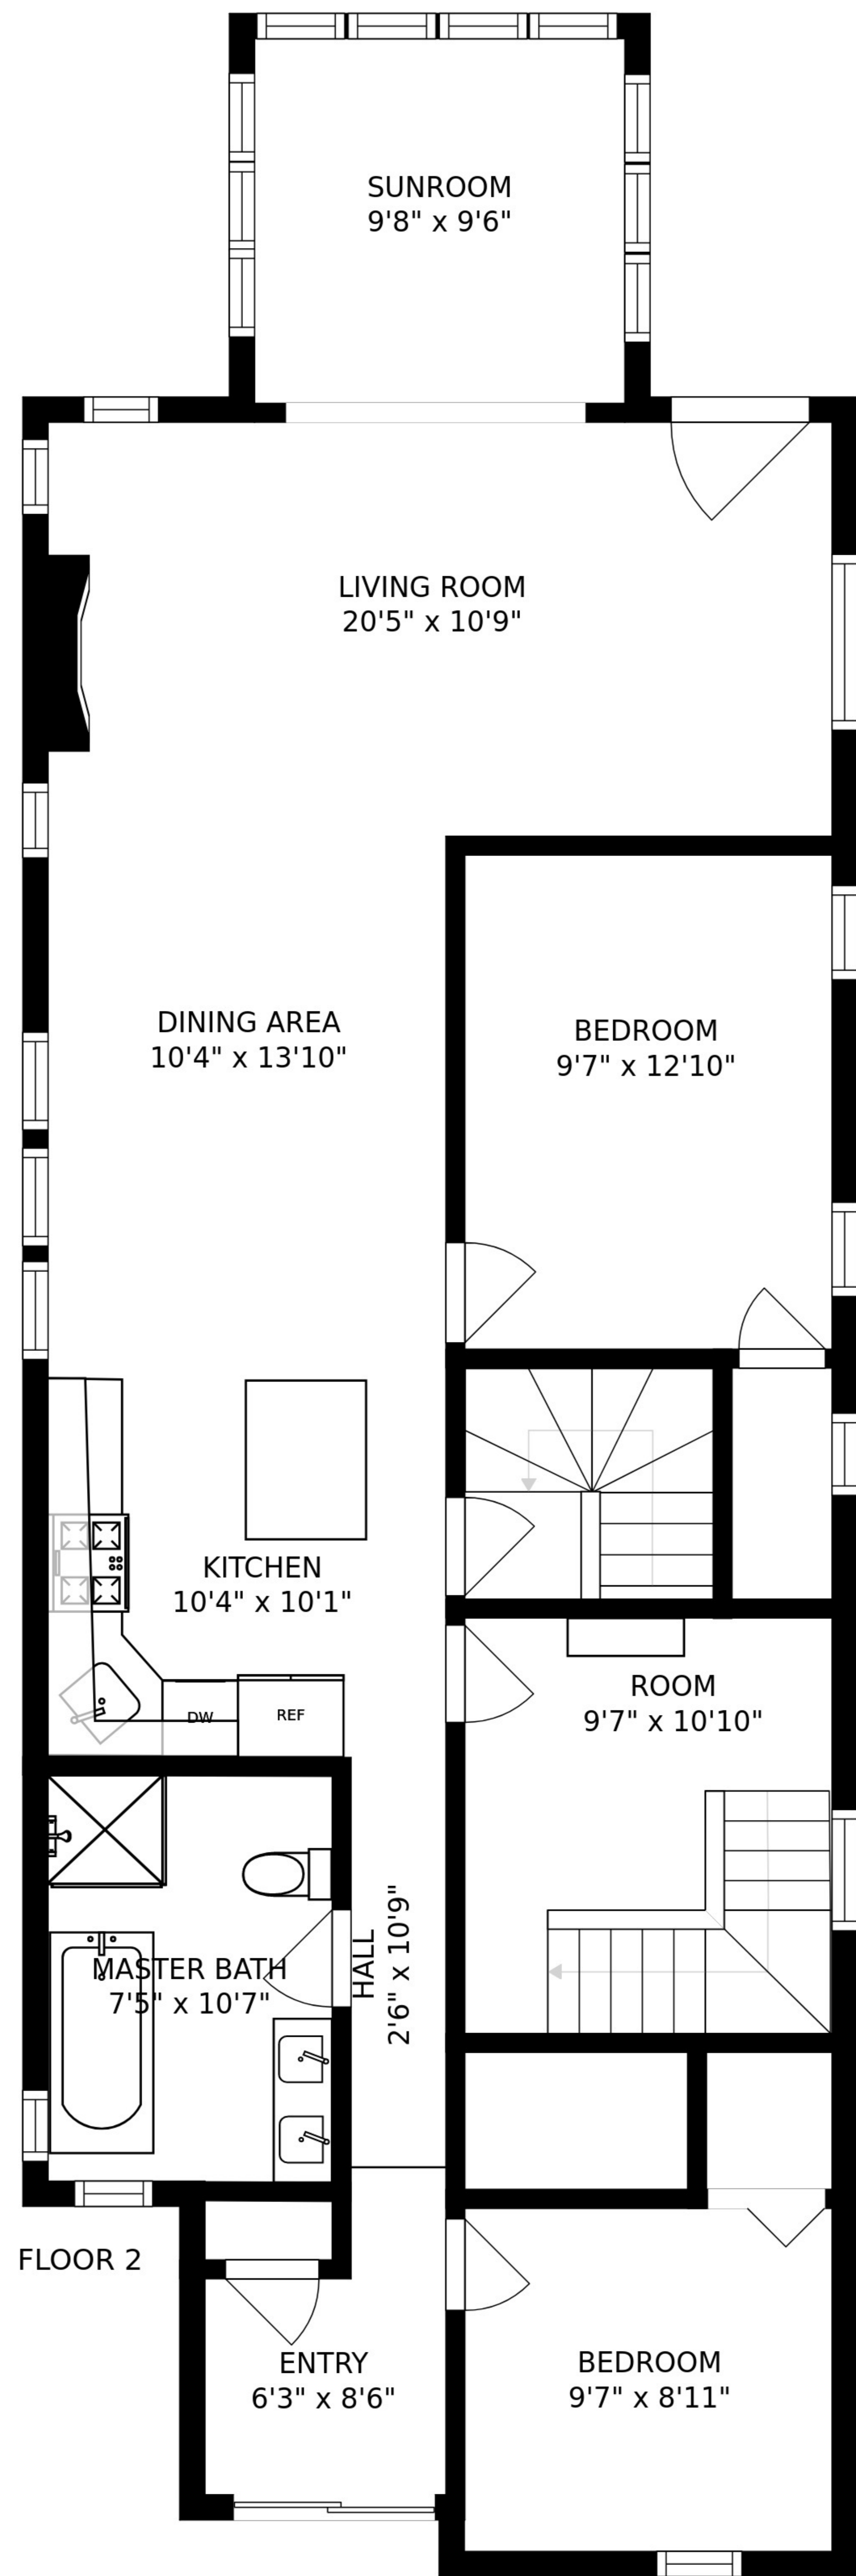 SUNROOM
9'8" x 9'6"
LIVING ROOM
20'5" x 10'9"
DINING AREA
10'4" x 13'10"
BEDROOM
9'7" x 12'10"
KITCHEN
10'4" x 10'1"
DW
REF
ROOM
9'7" x 10'10"
MASTER BATH
7'5" x 10'7"
HALL
2'6" x 10'9"
FLOOR 2
ENTRY
6'3" x 8'6"
BEDROOM
9'7" x 8'11"